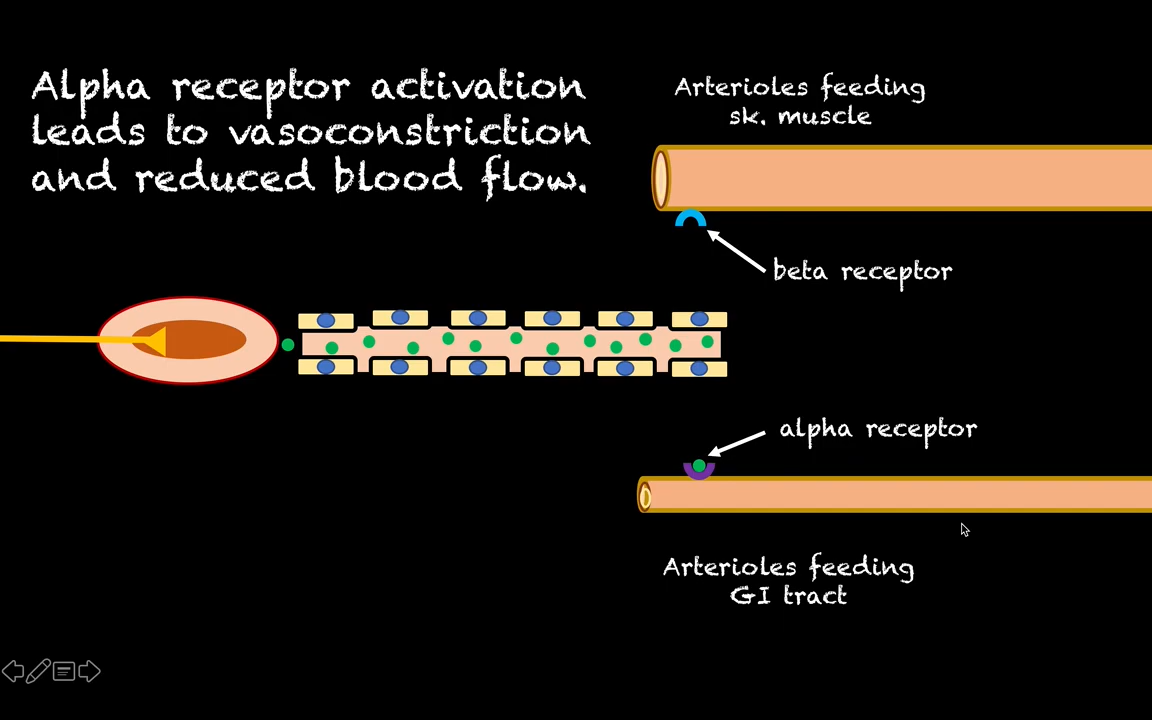 Alpha receptor activation
leads to vasoconstriction
and reduced blood flow.
Arterioles feeding
sk. muscle
beta receptor
alpha receptor
Arterioles feeding
GI tract